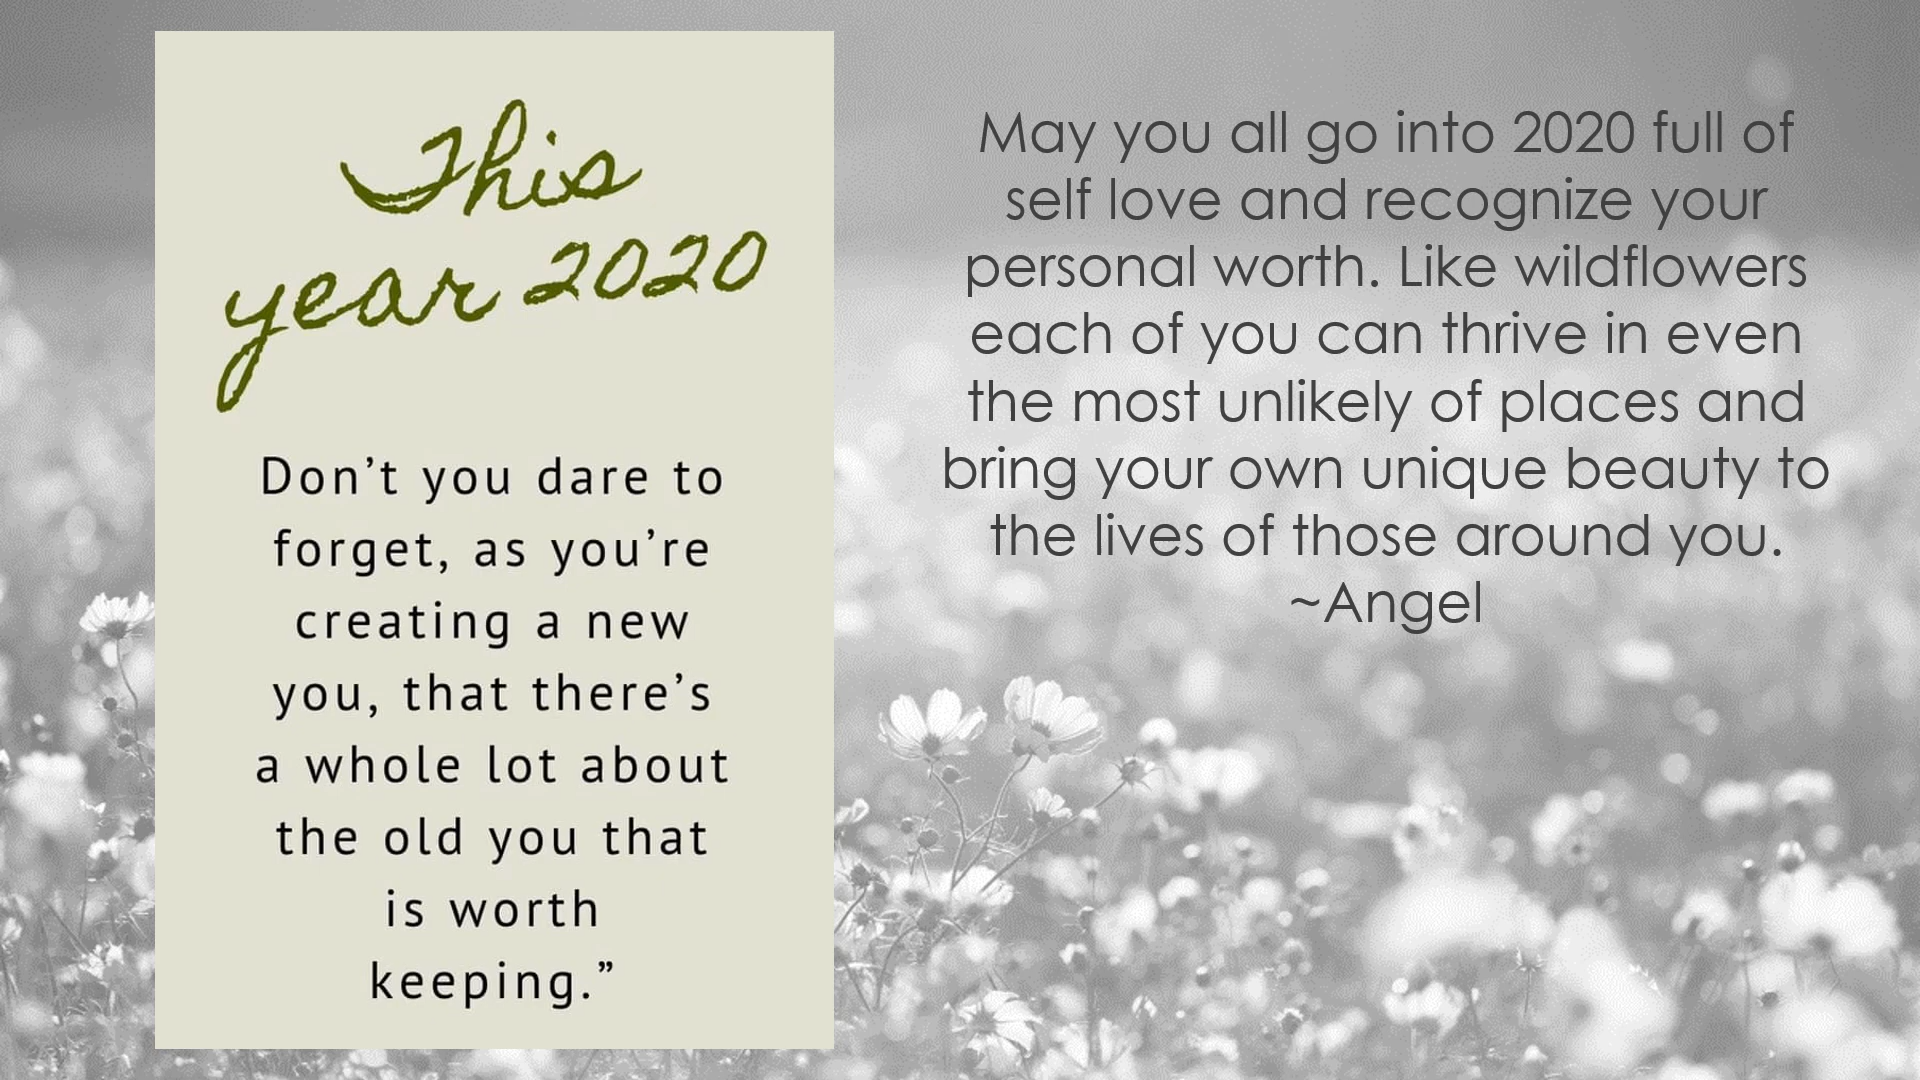 This
year 2020
Don’t you dare to
forget, as you’re
creating a new
you, that there’s
a whole lot about
the old you that
is worth
keeping.”
May you all go into 2020 full of
self love and recognize your
personal worth. Like wildflowers
each of you can thrive in even
the most unlikely of places and
bring your own unique beauty to
the lives of those around you.
~Angel